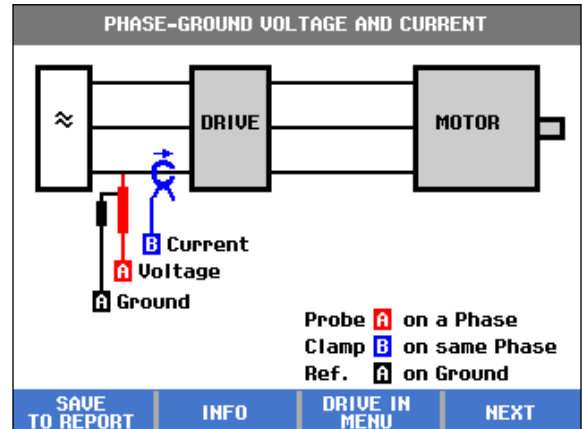 PHASE-GROUND VOLTAGE AND CURRENT
≈
DRIVE
MOTOR
B Current
A Voltage
A Ground
Probe A on a Phase
Clamp B on same Phase
Ref. A on Ground
SAVE
TO REPORT
INFO
DRIVE IN
MENU
NEXT